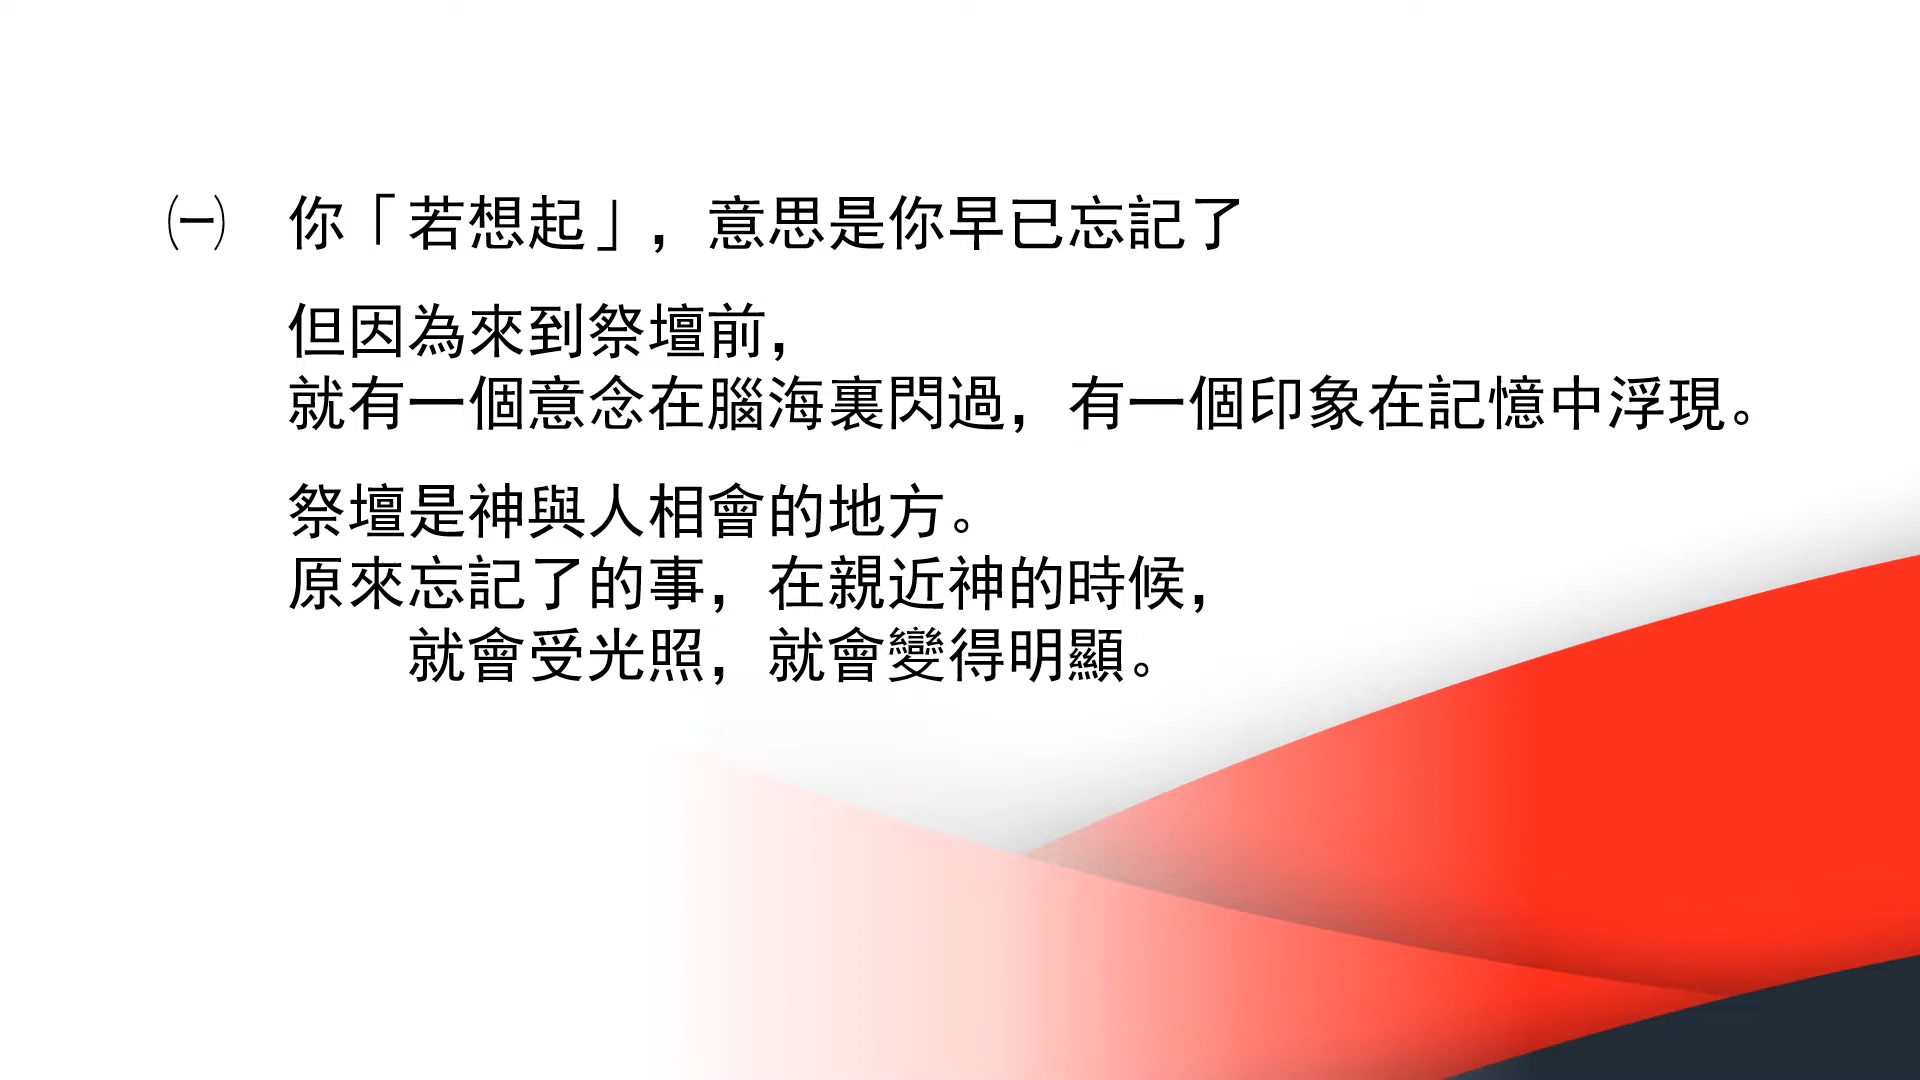 ㈠ 你「若想起」，意思是你早已忘記了
但因為來到祭壇前，
就有一個意念在腦海裏閃過，有一個印象在記憶中浮現。
祭壇是神與人相會的地方。
原來忘記了的事，在親近神的時候，
就會受光照，就會變得明顯。